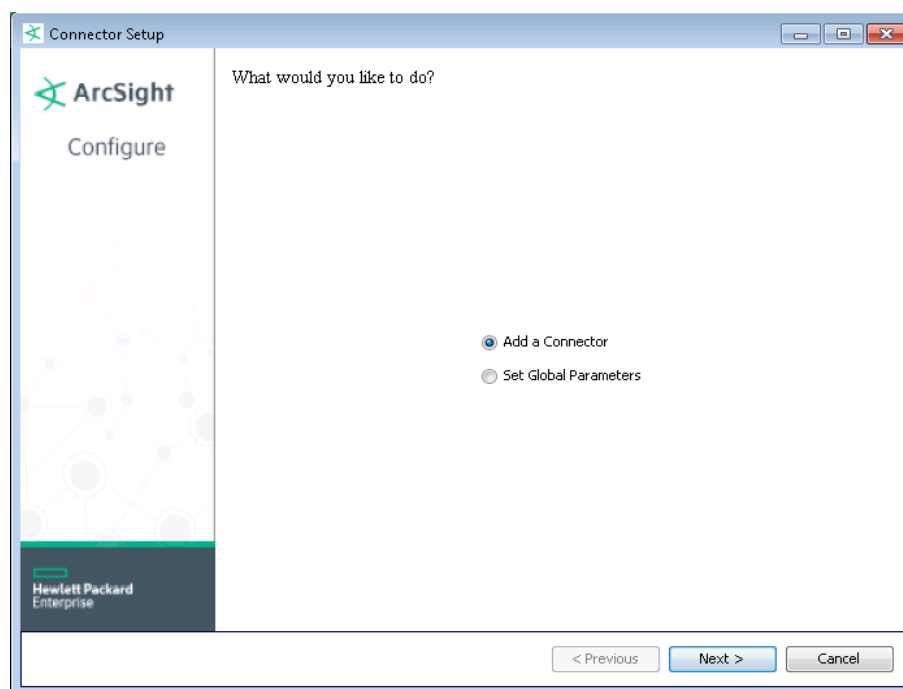 Connector Setup
ArcSight
Configure
What would you like to do?
Add a Connector
Set Global Parameters
Hewlett Packard
Enterprise
< Previous
Next >
Cancel